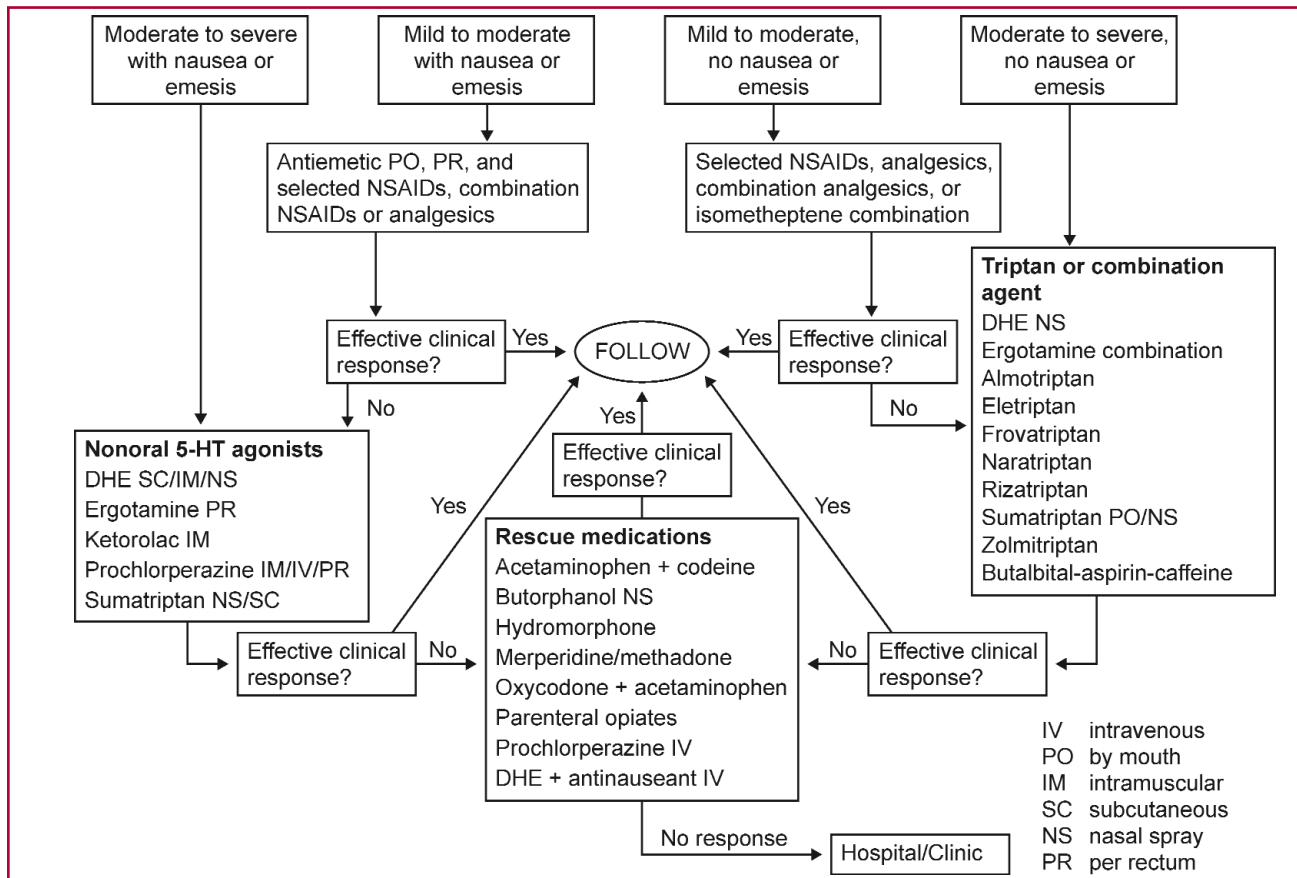 Moderate to severe
with nausea or
emesis
Mild to moderate
with nausea or
emesis
Mild to moderate,
no nausea or
emesis
Moderate to severe,
no nausea or
emesis
Antiemetic PO, PR, and
selected NSAIDs, combination
NSAIDs or analgesics
Selected NSAIDs, analgesics,
combination analgesics, or
isometheptene combination
Effective clinical
response?
Yes
No
FOLLOW
Yes
Effective clinical
response?
No
Triptan or combination
agent
DHE NS
Ergotamine combination
Almotriptan
Eletriptan
Frovatriptan
Naratriptan
Rizatriptan
Sumatriptan PO/NS
Zolmitriptan
Butalbital-aspirin-caffeine
Nonoral 5-HT agonists
DHE SC/IM/NS
Ergotamine PR
Ketorolac IM
Prochlorperazine IM/IV/PR
Sumatriptan NS/SC
Yes
Effective clinical
response?
Yes
Yes
Effective clinical
response?
No
Rescue medications
Acetaminophen + codeine
Butorphanol NS
Hydromorphone
Merperidine/methadone
Oxycodone + acetaminophen
Parenteral opiates
Prochlorperazine IV
DHE + antinauseant IV
No
Effective clinical
response?
No response
Hospital/Clinic
IV intravenous
PO by mouth
IM intramuscular
SC subcutaneous
NS nasal spray
PR per rectum